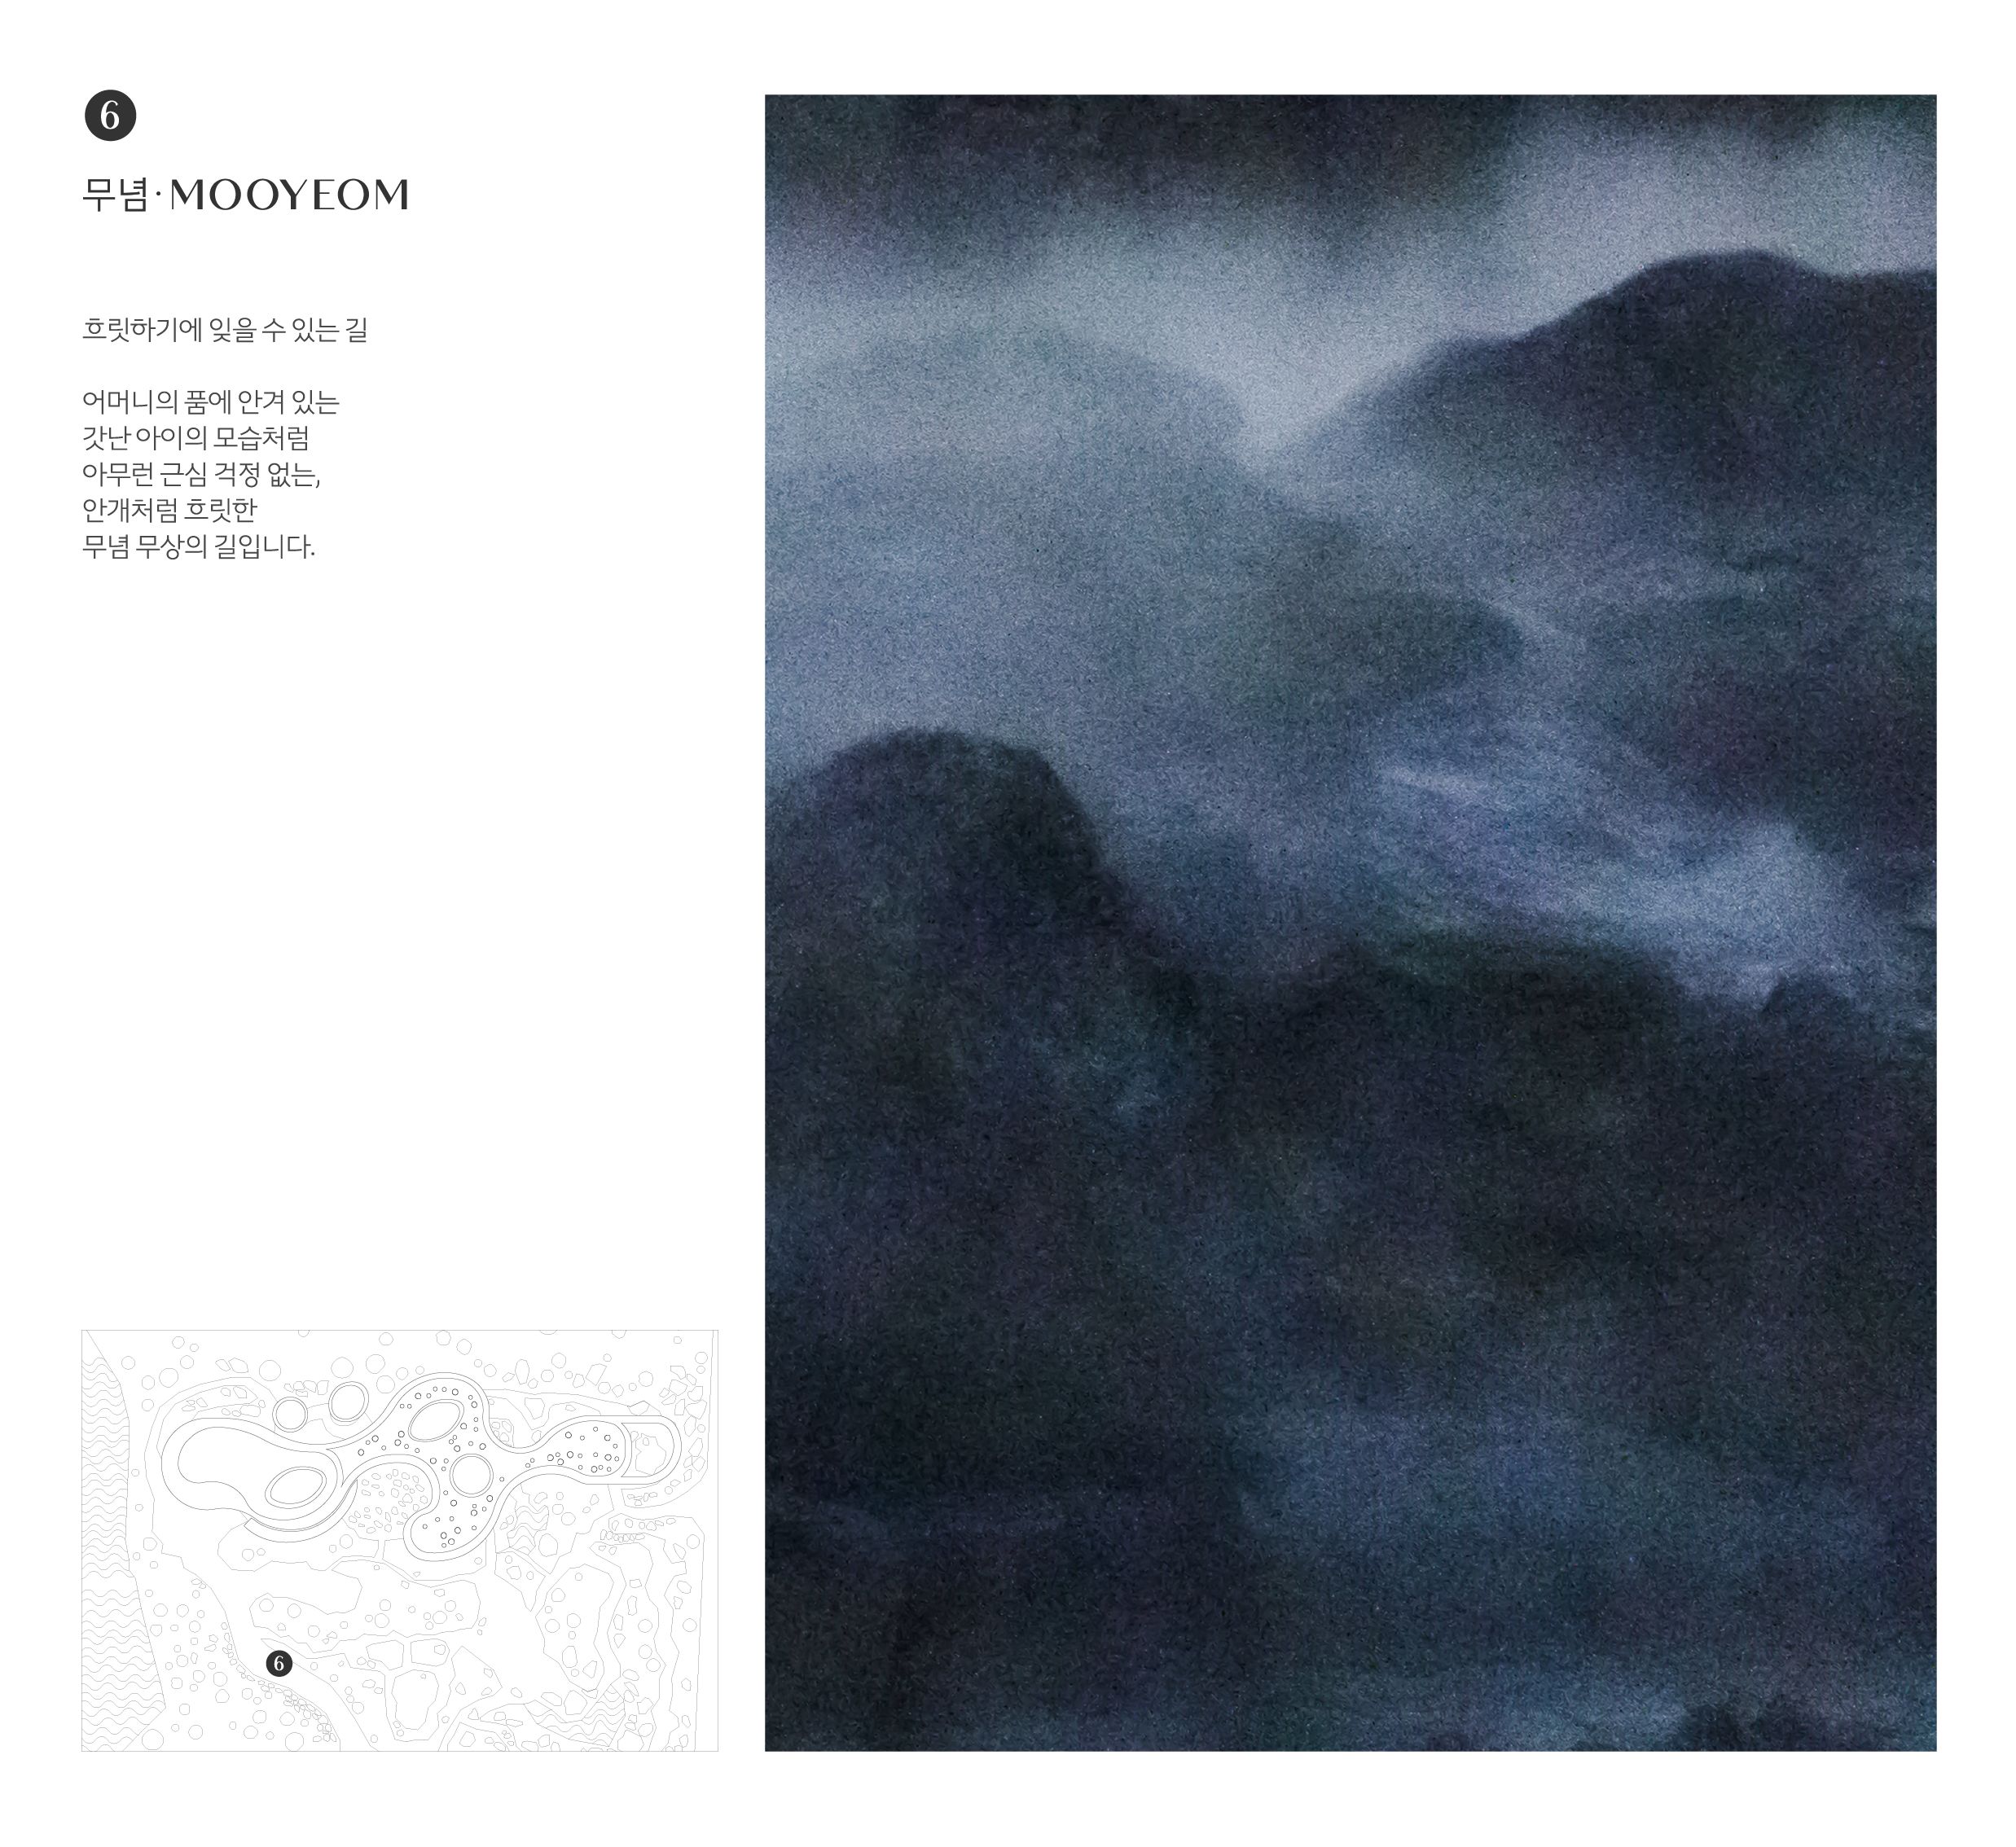 6
무념·MOOYEOM
흐릿하기에 잊을 수 있는 길
어머니의 품에 안겨 있는
갓난 아이의 모습처럼
아무런 근심 걱정 없는,
안개처럼 흐릿한
무념 무상의 길입니다.
6